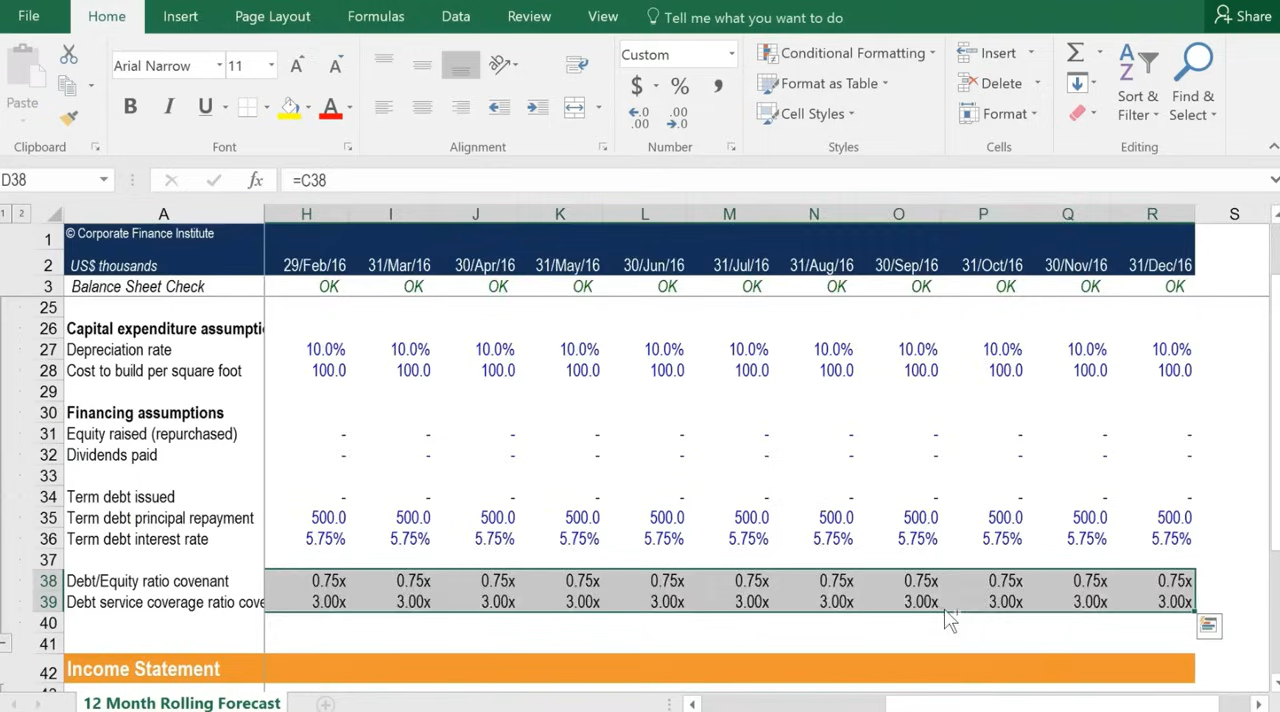 File Home Insert Page Layout Formulas Data Review View Tell me what you want to do Share
Paste Arial Narrow 11 A A Custom Conditional Formatting Insert Σ A Z
B I U A $ % , Format as Table Delete Sort & Find &
←.0 .00 .00 →.0 Cell Styles Format Filter Select
Clipboard Font Alignment Number Styles Cells Editing
D38 fx =C38
1 2 A H I J K L M N O P Q R S
1 © Corporate Finance Institute
2 US$ thousands 29/Feb/16 31/Mar/16 30/Apr/16 31/May/16 30/Jun/16 31/Jul/16 31/Aug/16 30/Sep/16 31/Oct/16 30/Nov/16 31/Dec/16
3 Balance Sheet Check OK OK OK OK OK OK OK OK OK OK OK
25
26 Capital expenditure assumpti
27 Depreciation rate 10.0% 10.0% 10.0% 10.0% 10.0% 10.0% 10.0% 10.0% 10.0% 10.0% 10.0%
28 Cost to build per square foot 100.0 100.0 100.0 100.0 100.0 100.0 100.0 100.0 100.0 100.0 100.0
29
30 Financing assumptions
31 Equity raised (repurchased) - - - - - - - - - - -
32 Dividends paid - - - - - - - - - - -
33
34 Term debt issued - - - - - - - - - - -
35 Term debt principal repayment 500.0 500.0 500.0 500.0 500.0 500.0 500.0 500.0 500.0 500.0 500.0
36 Term debt interest rate 5.75% 5.75% 5.75% 5.75% 5.75% 5.75% 5.75% 5.75% 5.75% 5.75% 5.75%
37
38 Debt/Equity ratio covenant 0.75x 0.75x 0.75x 0.75x 0.75x 0.75x 0.75x 0.75x 0.75x 0.75x 0.75x
39 Debt service coverage ratio cove 3.00x 3.00x 3.00x 3.00x 3.00x 3.00x 3.00x 3.00x 3.00x 3.00x 3.00x
40
41
42 Income Statement
12 Month Rolling Forecast